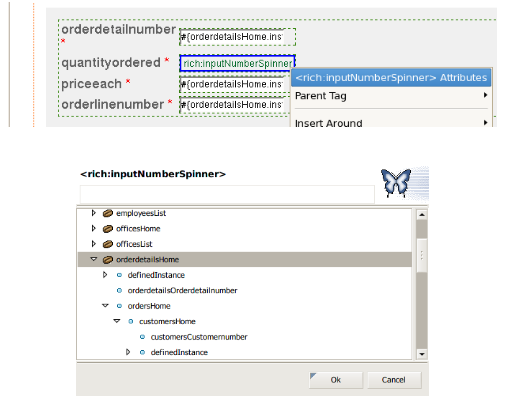 orderdetailnumber
* #{orderdetailsHome.ins
quantityordered * rich:inputNumberSpinner
<rich:inputNumberSpinner> Attributes
priceeach * #{orderdetailsHome.ins
Parent Tag
orderlinenumber * #{orderdetailsHome.ins
Insert Around
<rich:inputNumberSpinner>
employeesList
officesHome
officesList
orderdetailsHome
definedInstance
orderdetailsOrderdetailnumber
ordersHome
customersHome
customersCustomernumber
definedInstance
Ok Cancel